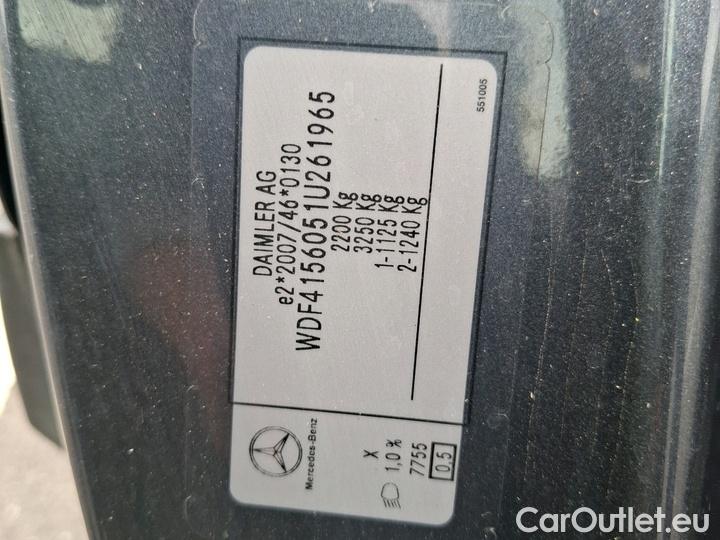 DAIMLER AG
e2*2007/46*0130
WDF4156051U261965
2200 Kg
3250 Kg
1-1125 Kg
2-1240 Kg
551005
Mercedes-Benz
X
1,0%
7755
0,5
CarOutlet.eu